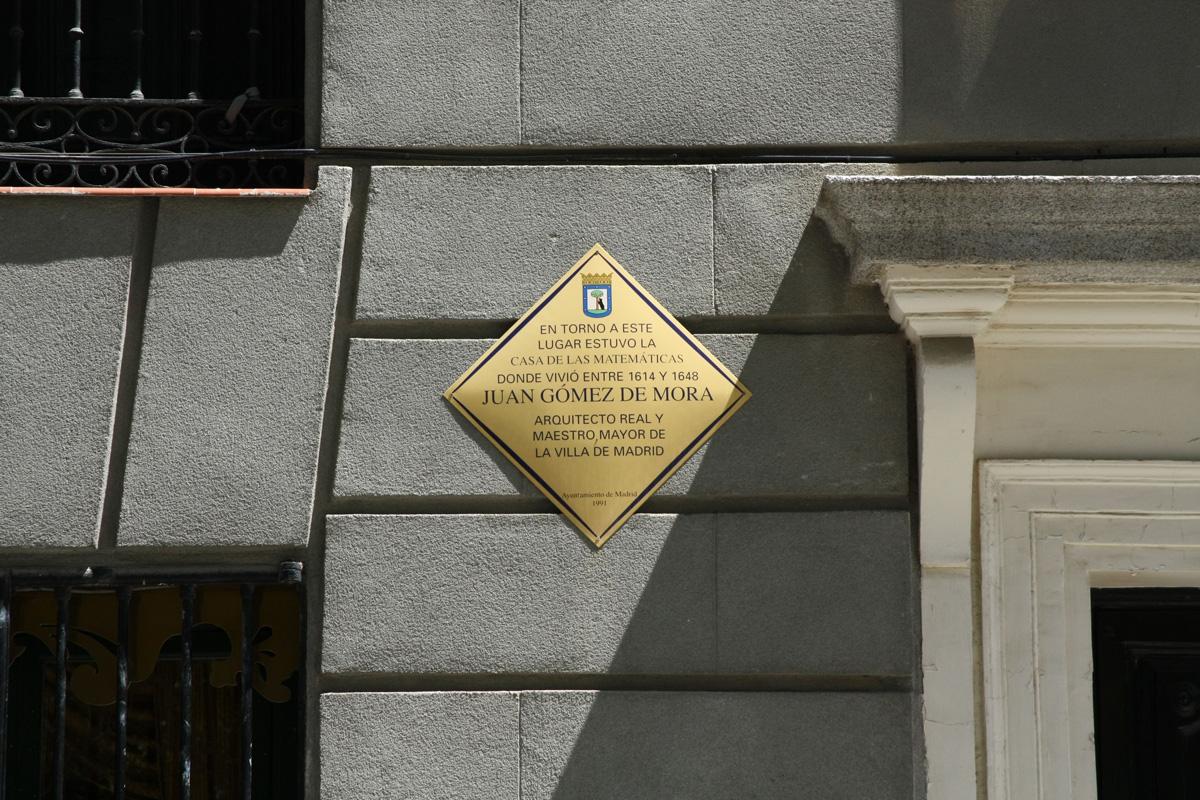 EN TORNO A ESTE
LUGAR ESTUVO LA
CASA DE LAS MATEMÁTICAS
DONDE VIVIÓ ENTRE 1614 Y 1648
JUAN GÓMEZ DE MORA
ARQUITECTO REAL Y
MAESTRO MAYOR DE
LA VILLA DE MADRID
Ayuntamiento de Madrid
1991